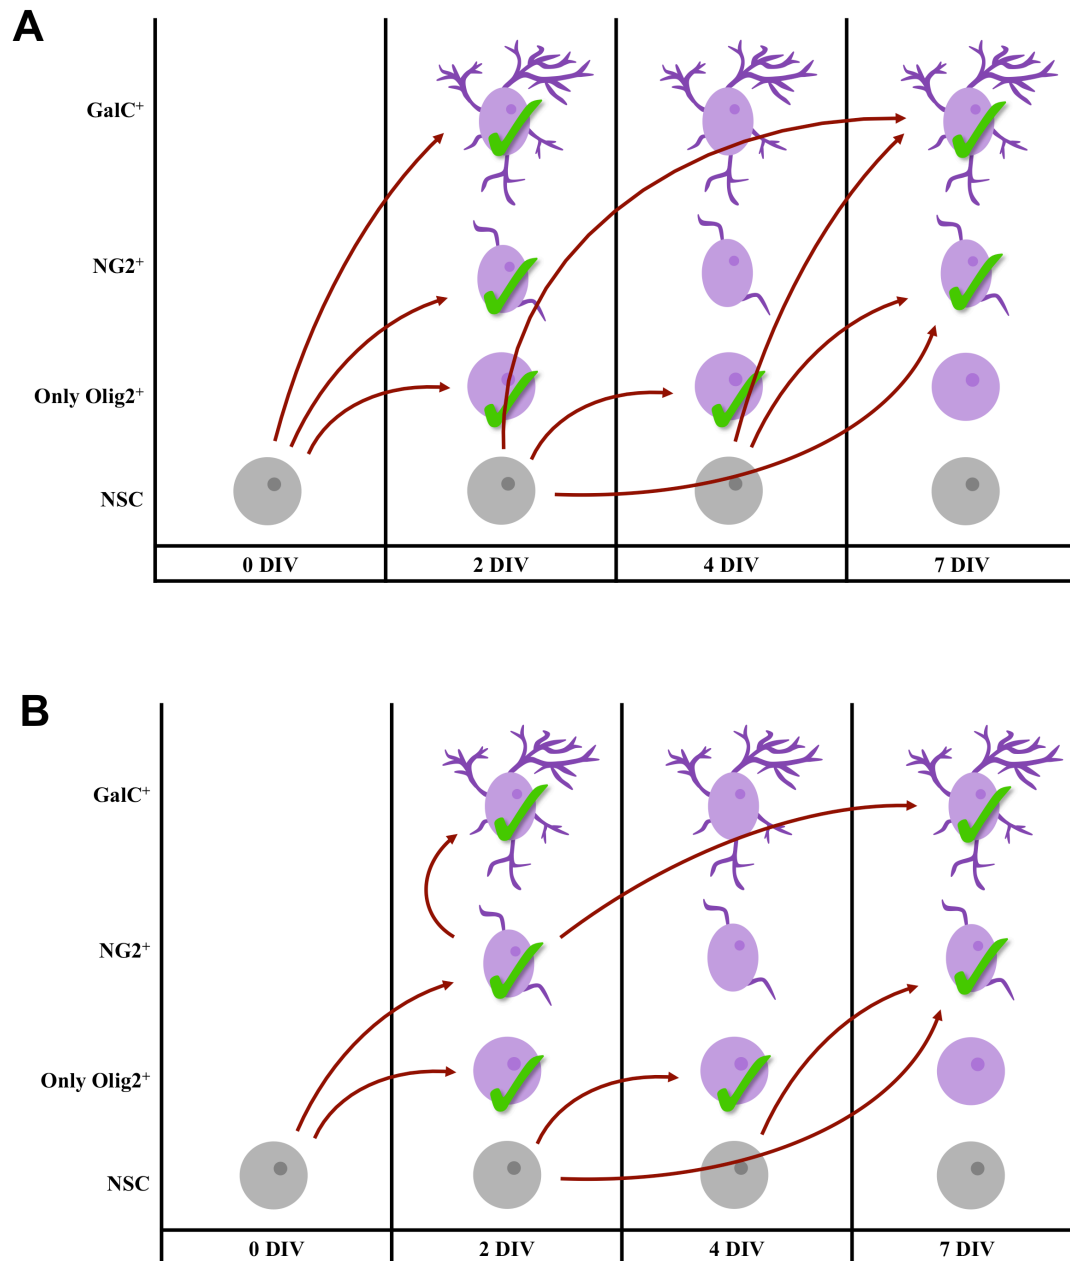 A
GalC⁺
NG2⁺
Only Olig2⁺
NSC
0 DIV
2 DIV
4 DIV
7 DIV
B
GalC⁺
NG2⁺
Only Olig2⁺
NSC
0 DIV
2 DIV
4 DIV
7 DIV